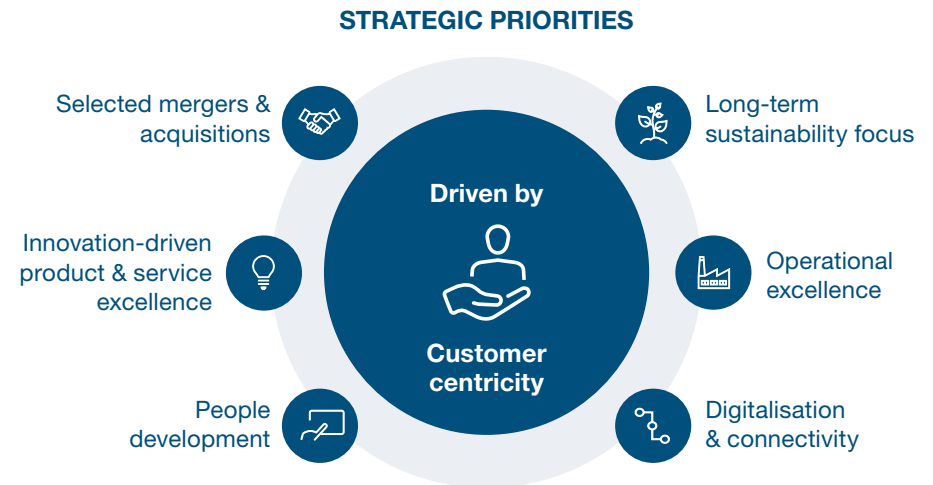 STRATEGIC PRIORITIES
Selected mergers &
acquisitions
Long-term
sustainability focus
Driven by
Innovation-driven
product & service
excellence
Operational
excellence
Customer
centricity
People
development
Digitalisation
& connectivity